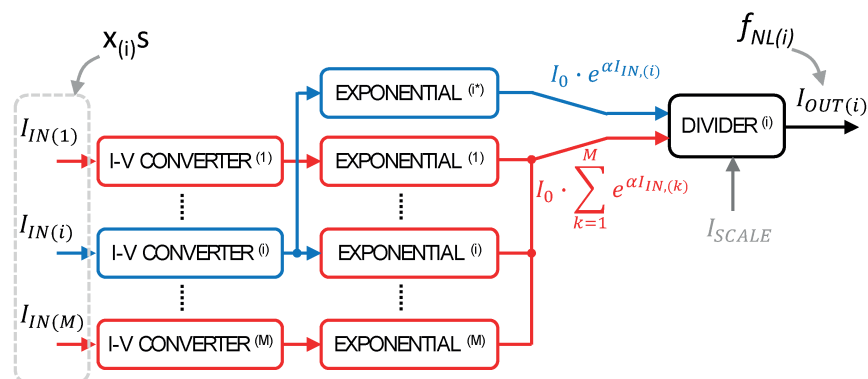 x(i)s
fNL(i)
IIN(1)
I-V CONVERTER (1)
EXPONENTIAL (i*)
I0 · e^αIIN,(i)
DIVIDER (i)
IOUT(i)
EXPONENTIAL (1)
I0 · ∑ k=1 M e^αIIN,(k)
ISCALE
IIN(i)
I-V CONVERTER (i)
EXPONENTIAL (i)
IIN(M)
I-V CONVERTER (M)
EXPONENTIAL (M)